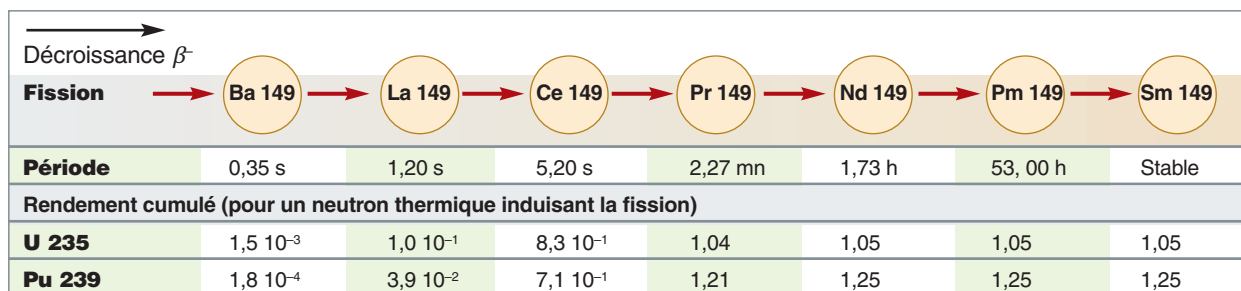 Décroissance β⁻
Fission Ba 149 La 149 Ce 149 Pr 149 Nd 149 Pm 149 Sm 149
Période 0,35 s 1,20 s 5,20 s 2,27 mn 1,73 h 53, 00 h Stable
Rendement cumulé (pour un neutron thermique induisant la fission)
U 235 1,5 10⁻³ 1,0 10⁻¹ 8,3 10⁻¹ 1,04 1,05 1,05 1,05
Pu 239 1,8 10⁻⁴ 3,9 10⁻² 7,1 10⁻¹ 1,21 1,25 1,25 1,25